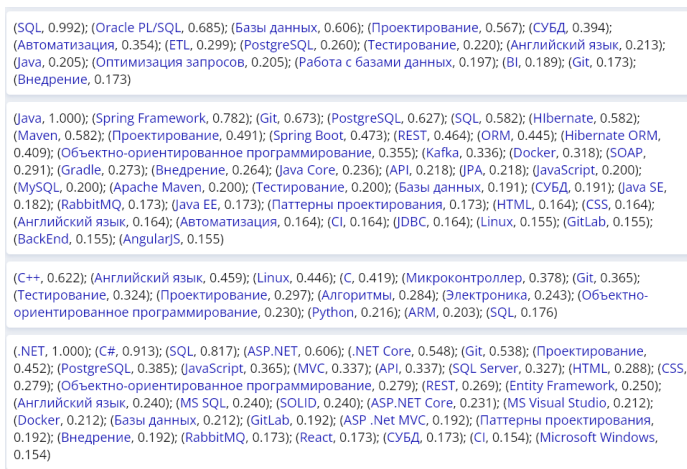 (SQL, 0.992); (Oracle PL/SQL, 0.685); (Базы данных, 0.606); (Проектирование, 0.567); (СУБД, 0.394);
(Автоматизация, 0.354); (ETL, 0.299); (PostgreSQL, 0.260); (Тестирование, 0.220); (Английский язык, 0.213);
(Java, 0.205); (Оптимизация запросов, 0.205); (Работа с базами данных, 0.197); (BI, 0.189); (Git, 0.173);
(Внедрение, 0.173)
(Java, 1.000); (Spring Framework, 0.782); (Git, 0.673); (PostgreSQL, 0.627); (SQL, 0.582); (HIbernate, 0.582);
(Maven, 0.582); (Проектирование, 0.491); (Spring Boot, 0.473); (REST, 0.464); (ORM, 0.445); (Hibernate ORM,
0.409); (Объектно-ориентированное программирование, 0.355); (Kafka, 0.336); (Docker, 0.318); (SOAP,
0.291); (Gradle, 0.273); (Внедрение, 0.264); (Java Core, 0.236); (API, 0.218); (JPA, 0.218); (JavaScript, 0.200);
(MySQL, 0.200); (Apache Maven, 0.200); (Тестирование, 0.200); (Базы данных, 0.191); (СУБД, 0.191); (Java SE,
0.182); (RabbitMQ, 0.173); (Java EE, 0.173); (Паттерны проектирования, 0.173); (HTML, 0.164); (CSS, 0.164);
(Английский язык, 0.164); (Автоматизация, 0.164); (CI, 0.164); (JDBC, 0.164); (Linux, 0.155); (GitLab, 0.155);
(BackEnd, 0.155); (AngularJS, 0.155)
(C++, 0.622); (Английский язык, 0.459); (Linux, 0.446); (C, 0.419); (Микроконтроллер, 0.378); (Git, 0.365);
(Тестирование, 0.324); (Проектирование, 0.297); (Алгоритмы, 0.284); (Электроника, 0.243); (Объектно-
ориентированное программирование, 0.230); (Python, 0.216); (ARM, 0.203); (SQL, 0.176)
(.NET, 1.000); (C#, 0.913); (SQL, 0.817); (ASP.NET, 0.606); (.NET Core, 0.548); (Git, 0.538); (Проектирование,
0.452); (PostgreSQL, 0.385); (JavaScript, 0.365); (MVC, 0.337); (API, 0.337); (SQL Server, 0.327); (HTML, 0.288); (CSS,
0.279); (Объектно-ориентированное программирование, 0.279); (REST, 0.269); (Entity Framework, 0.250);
(Английский язык, 0.240); (MS SQL, 0.240); (SOLID, 0.240); (ASP.NET Core, 0.231); (MS Visual Studio, 0.212);
(Docker, 0.212); (Базы данных, 0.212); (GitLab, 0.192); (ASP .Net MVC, 0.192); (Паттерны проектирования,
0.192); (Внедрение, 0.192); (RabbitMQ, 0.173); (React, 0.173); (СУБД, 0.173); (CI, 0.154); (Microsoft Windows,
0.154)